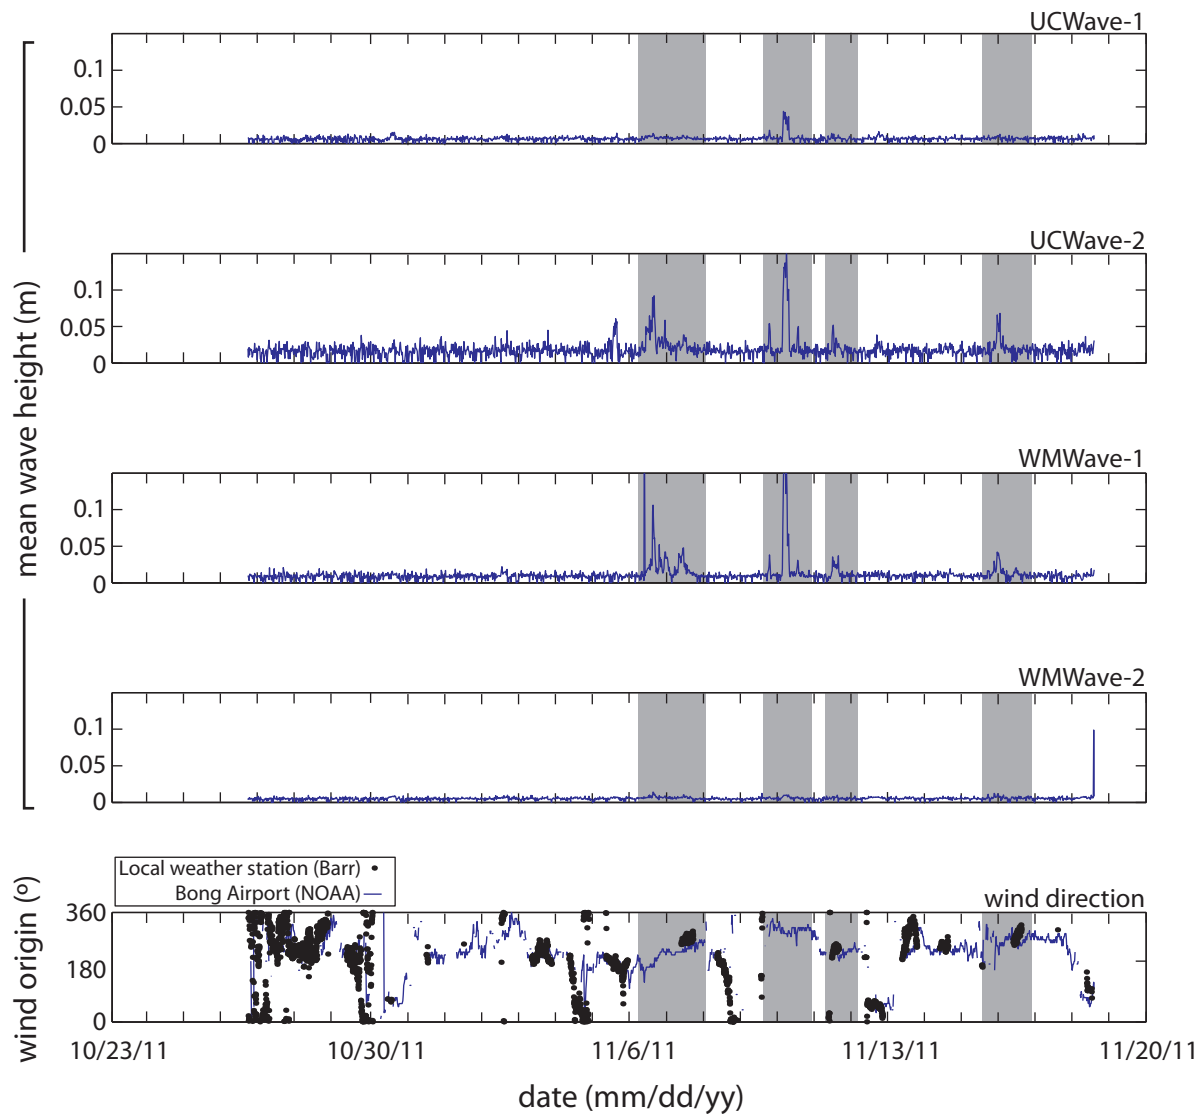 UCWave-1
0.1
0.05
0
UCWave-2
0.1
0.05
0
mean wave height (m)
WMWave-1
0.1
0.05
0
WMWave-2
0.1
0.05
0
Local weather station (Barr)
Bong Airport (NOAA)
wind direction
wind origin (º)
360
180
0
10/23/11 10/30/11 11/6/11 11/13/11 11/20/11
date (mm/dd/yy)